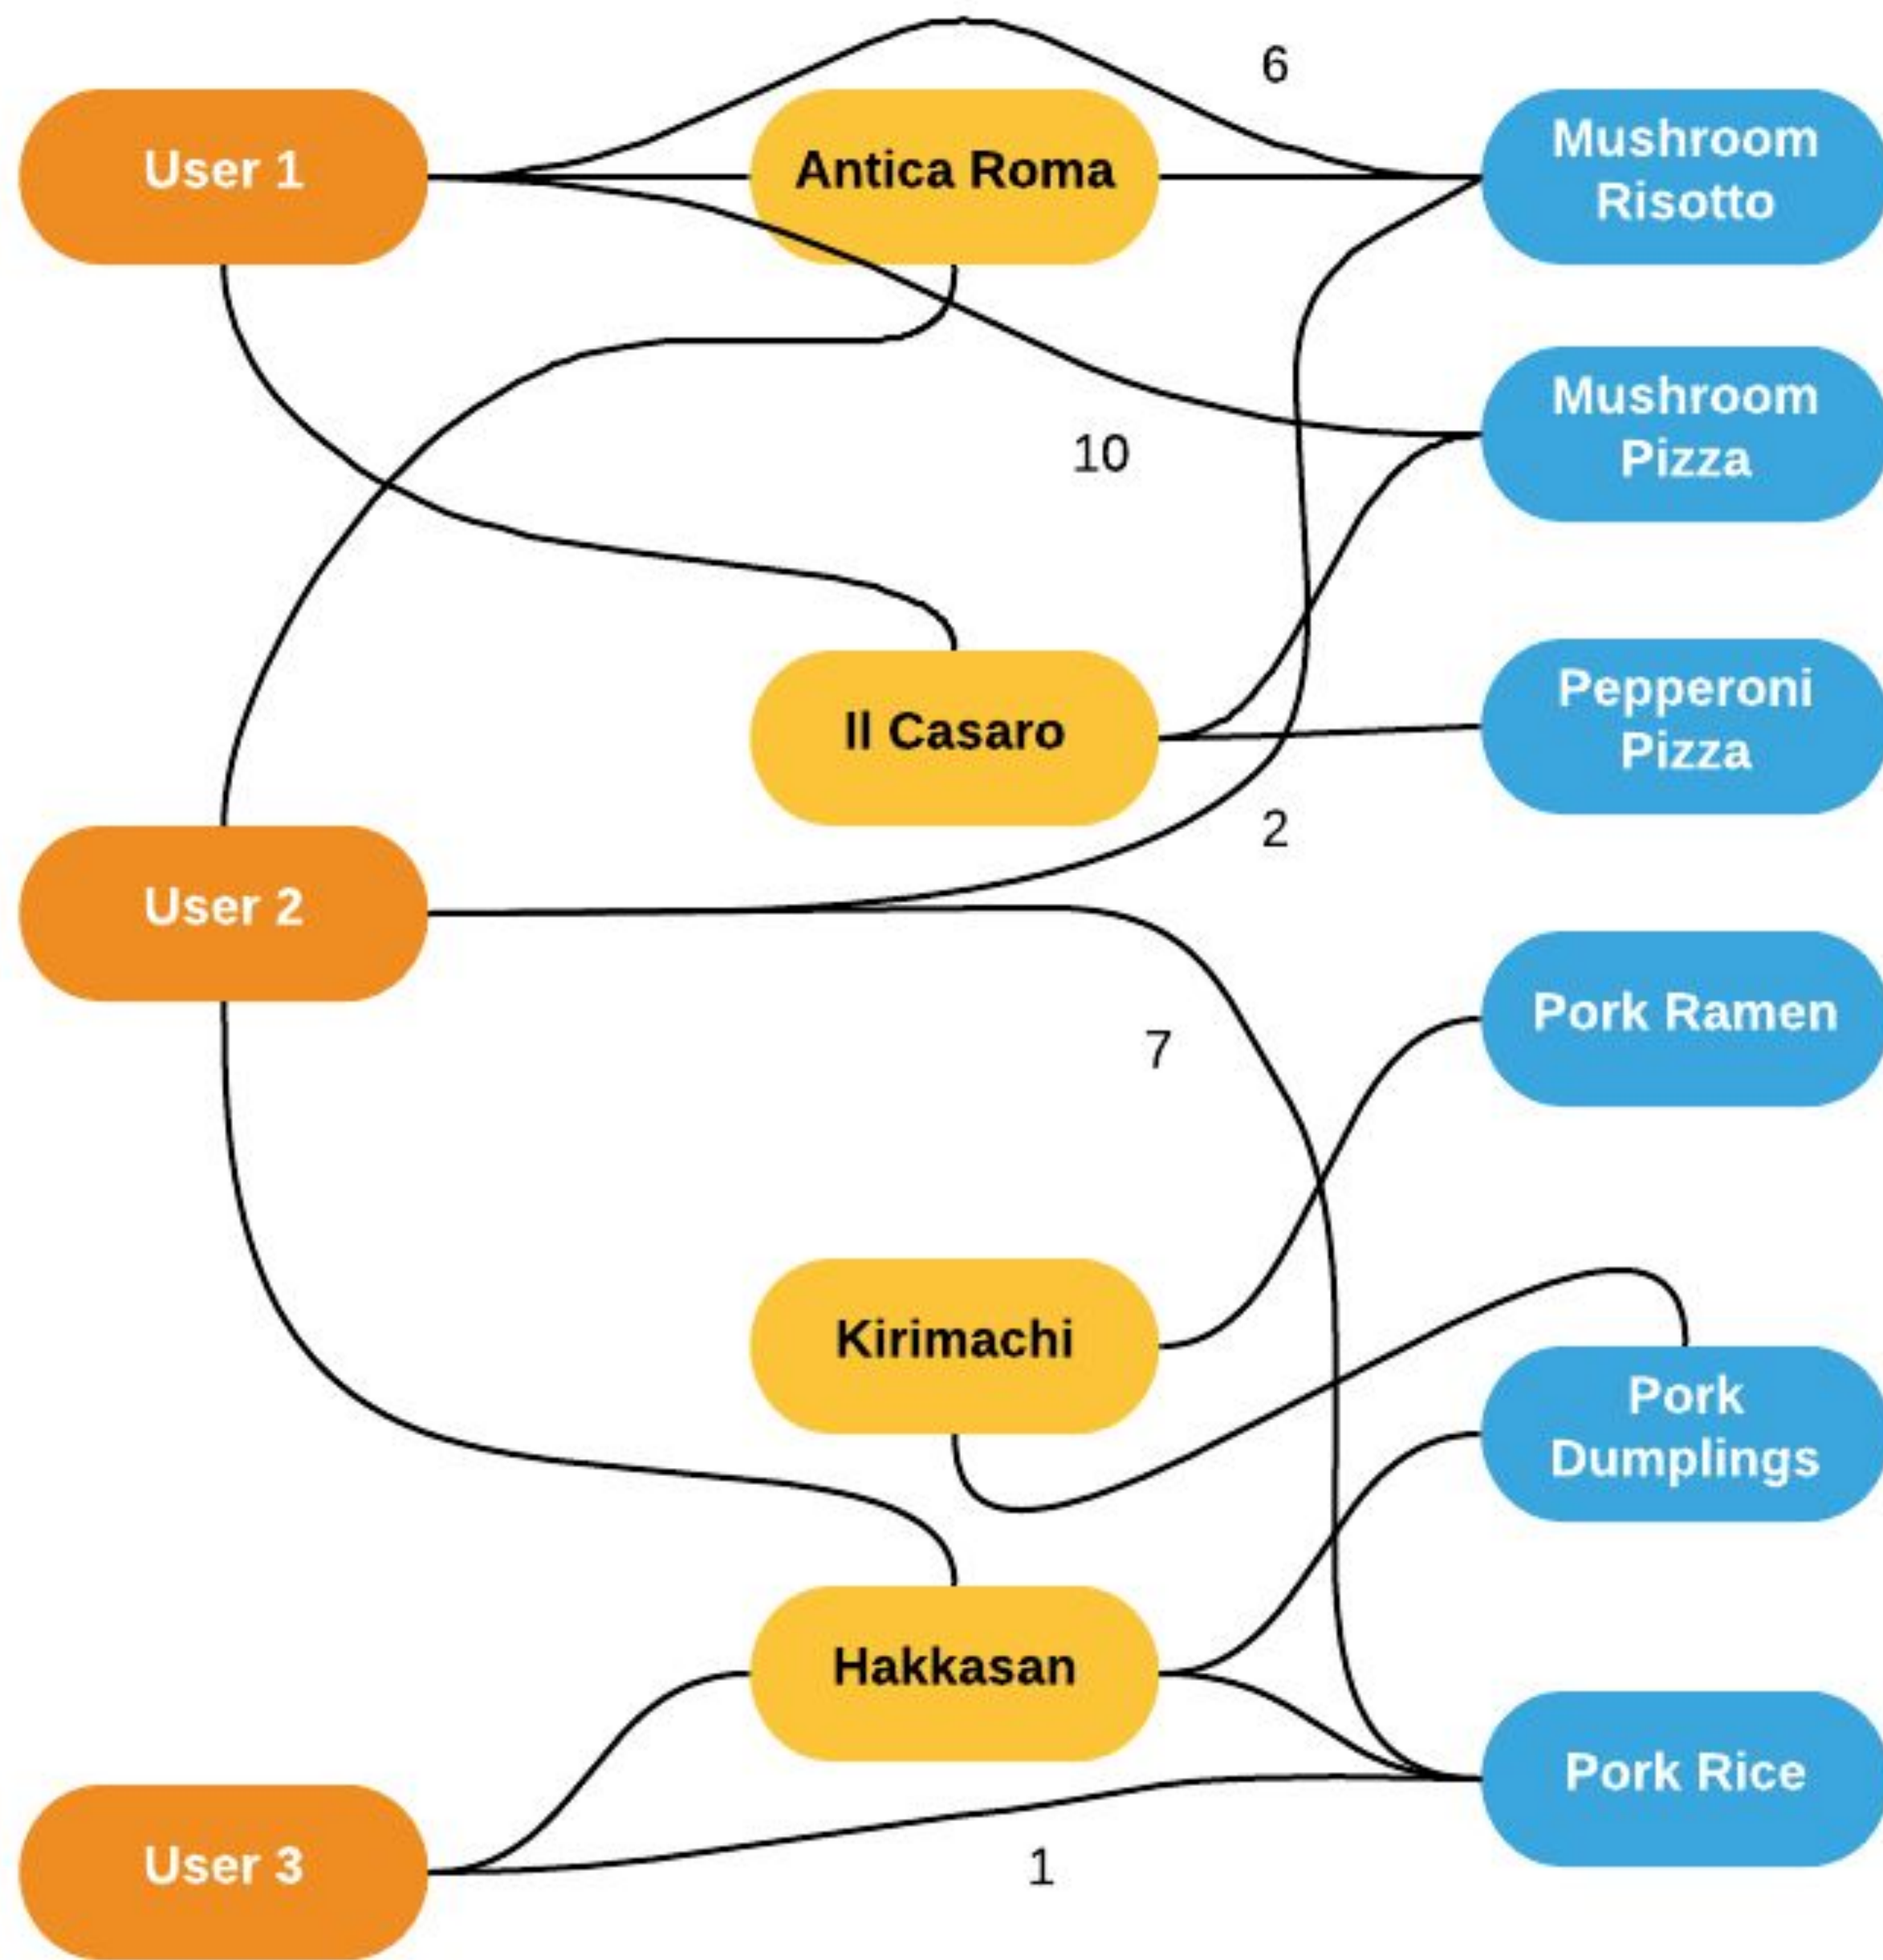 6
User 1
Antica Roma
Mushroom
Risotto
Mushroom
Pizza
10
Il Casaro
Pepperoni
Pizza
2
User 2
Pork Ramen
7
Kirimachi
Pork
Dumplings
Hakkasan
Pork Rice
User 3
1